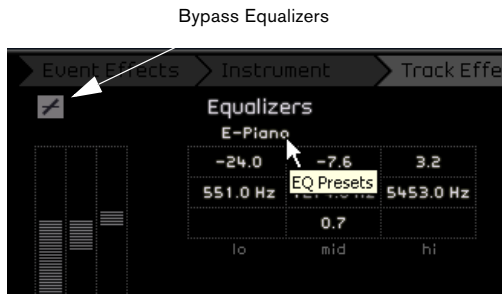 Bypass Equalizers
Event Effects Instrument Track Effe
Equalizers
E-Piano
-24.0 -7.6 3.2
EQ Presets
551.0 Hz Hz 5453.0 Hz
0.7
lo mid hi